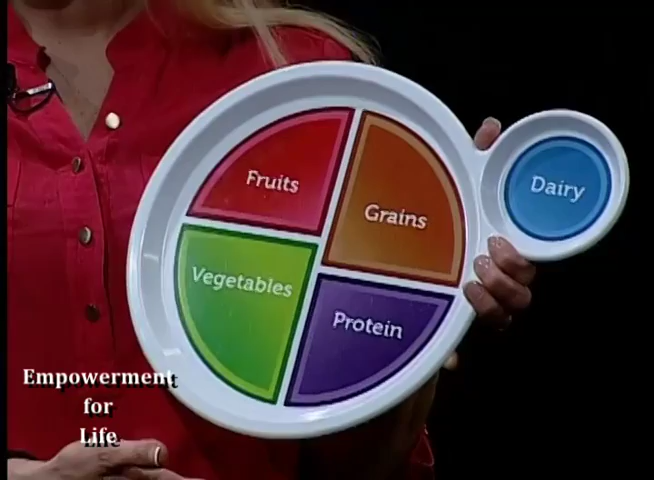 Fruits
Grains
Dairy
Vegetables
Protein
Empowerment
for
Life